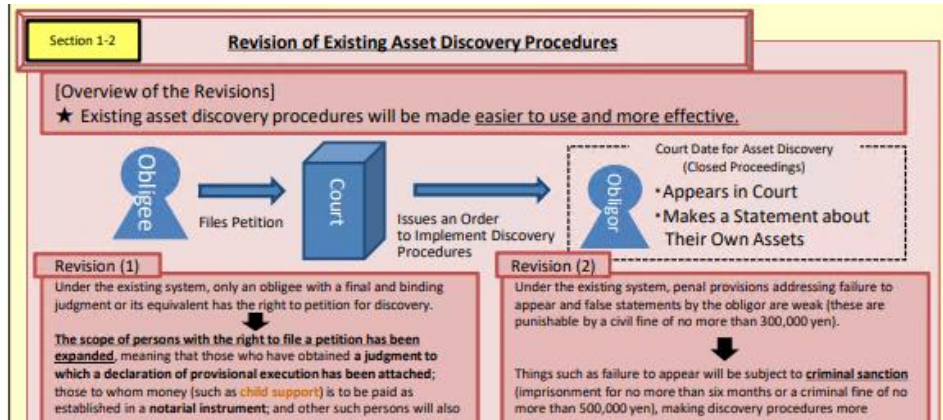 Section 1-2
Revision of Existing Asset Discovery Procedures
[Overview of the Revisions]
★ Existing asset discovery procedures will be made easier to use and more effective.
Obligee
Files Petition
Court
Issues an Order
to Implement Discovery
Procedures
Court Date for Asset Discovery
(Closed Proceedings)
Obligor
・Appears in Court
・Makes a Statement about
Their Own Assets
Revision (1)
Under the existing system, only an obligee with a final and binding
judgment or its equivalent has the right to petition for discovery.
The scope of persons with the right to file a petition has been
expanded, meaning that those who have obtained a judgment to
which a declaration of provisional execution has been attached;
those to whom money (such as child support) is to be paid as
established in a notarial instrument; and other such persons will also
Revision (2)
Under the existing system, penal provisions addressing failure to
appear and false statements by the obligor are weak (these are
punishable by a civil fine of no more than 300,000 yen).
Things such as failure to appear will be subject to criminal sanction
(imprisonment for no more than six months or a criminal fine of no
more than 500,000 yen), making discovery procedures more